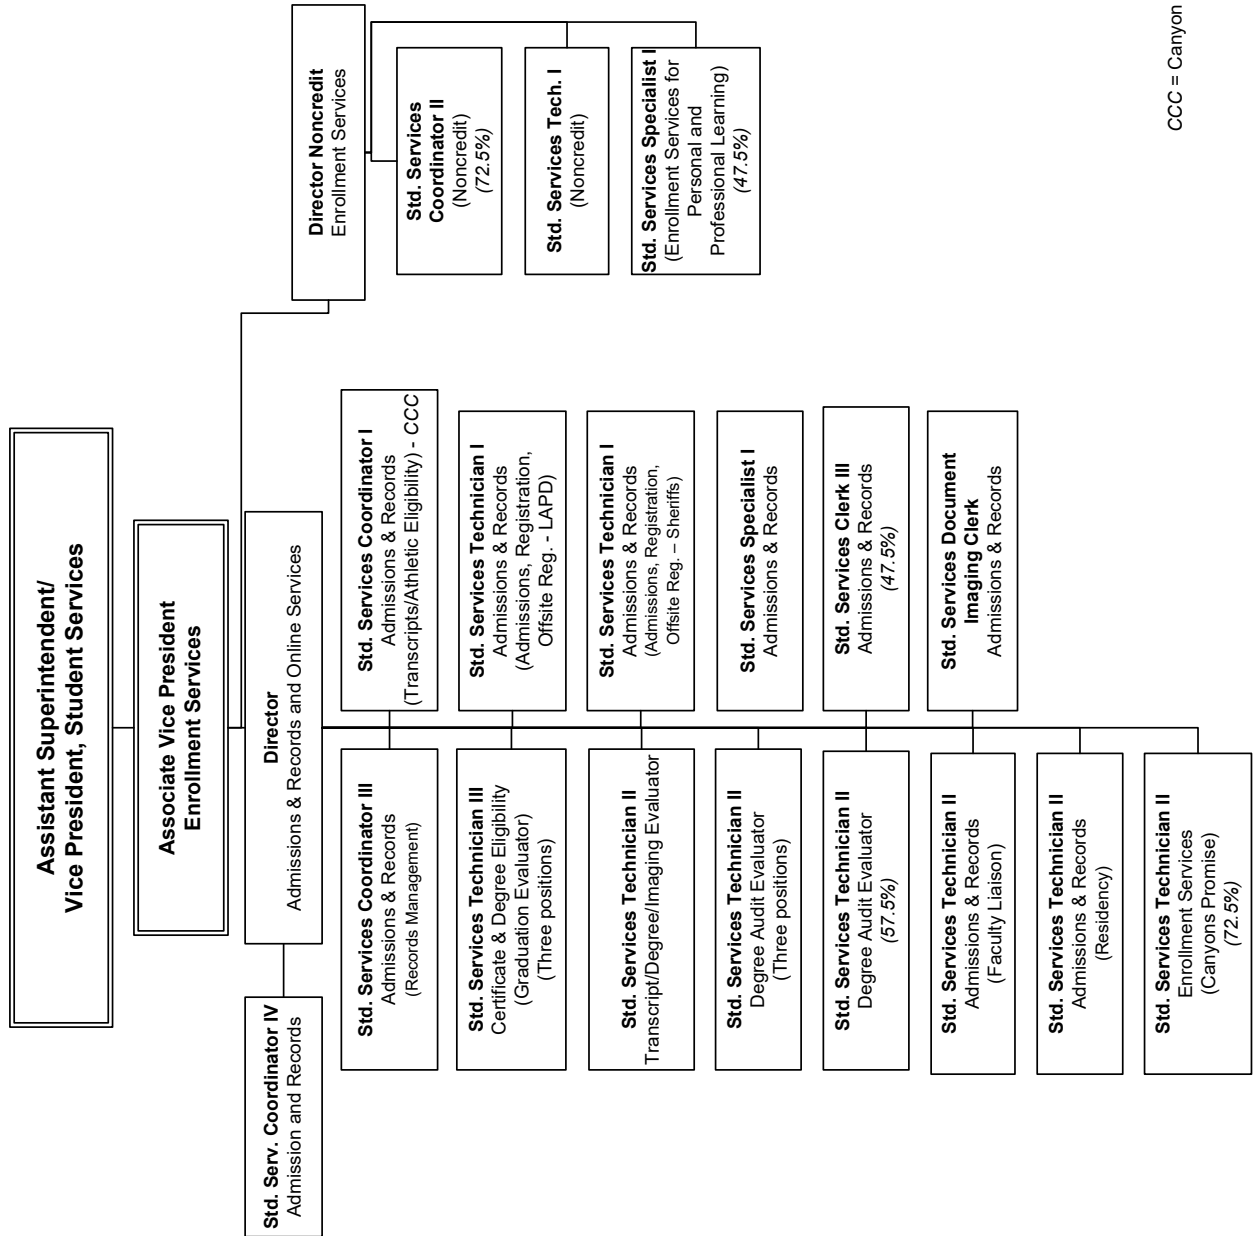 Assistant Superintendent/
Vice President, Student Services
Associate Vice President
Enrollment Services
Std. Serv. Coordinator IV
Admission and Records
Director
Admissions & Records and Online Services
Director Noncredit
Enrollment Services
Std. Services Coordinator III
Admissions & Records
(Records Management)
Std. Services Technician III
Certificate & Degree Eligibility
(Graduation Evaluator)
(Three positions)
Std. Services Technician II
Transcript/Degree/Imaging Evaluator
Std. Services Technician II
Degree Audit Evaluator
(Three positions)
Std. Services Technician II
Degree Audit Evaluator
(57.5%)
Std. Services Technician II
Admissions & Records
(Faculty Liaison)
Std. Services Technician II
Admissions & Records
(Residency)
Std. Services Technician II
Enrollment Services
(Canyons Promise)
(72.5%)
Std. Services Coordinator I
Admissions & Records
(Transcripts/Athletic Eligibility) - CCC
Std. Services Technician I
Admissions & Records
(Admissions, Registration,
Offsite Reg. - LAPD)
Std. Services Technician I
Admissions & Records
(Admissions, Registration,
Offsite Reg. – Sheriffs)
Std. Services Specialist I
Admissions & Records
Std. Services Clerk III
Admissions & Records
(47.5%)
Std. Services Document
Imaging Clerk
Admissions & Records
Std. Services
Coordinator II
(Noncredit)
(72.5%)
Std. Services Tech. I
(Noncredit)
Std. Services Specialist I
(Enrollment Services for
Personal and
Professional Learning)
(47.5%)
CCC = Canyon